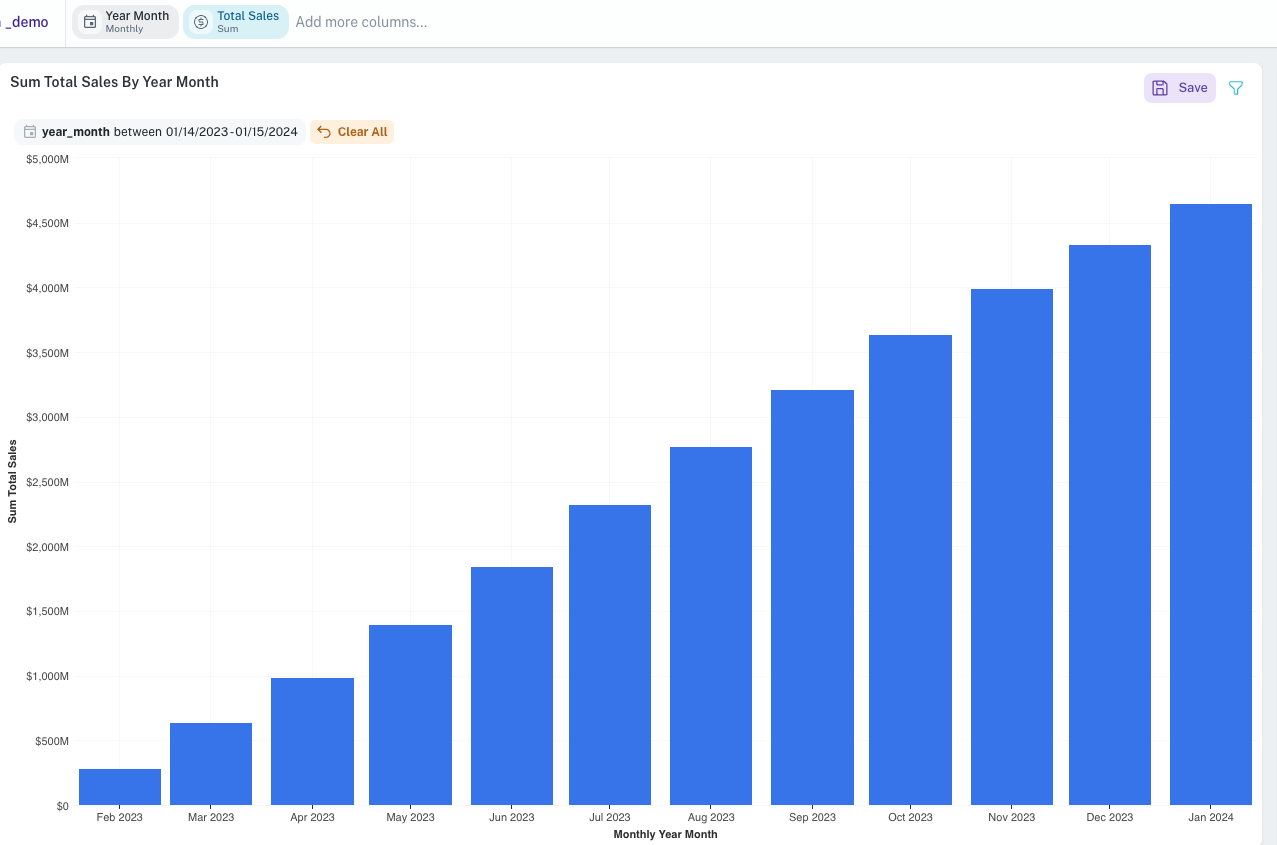 _demo
Year Month
Monthly
Total Sales
Sum
Add more columns...
Sum Total Sales By Year Month
Save
year_month between 01/14/2023-01/15/2024
Clear All
$5,000M
$4,500M
$4,000M
$3,500M
$3,000M
$2,500M
$2,000M
$1,500M
$1,000M
$500M
$0
Sum Total Sales
Feb 2023 Mar 2023 Apr 2023 May 2023 Jun 2023 Jul 2023 Aug 2023 Sep 2023 Oct 2023 Nov 2023 Dec 2023 Jan 2024
Monthly Year Month